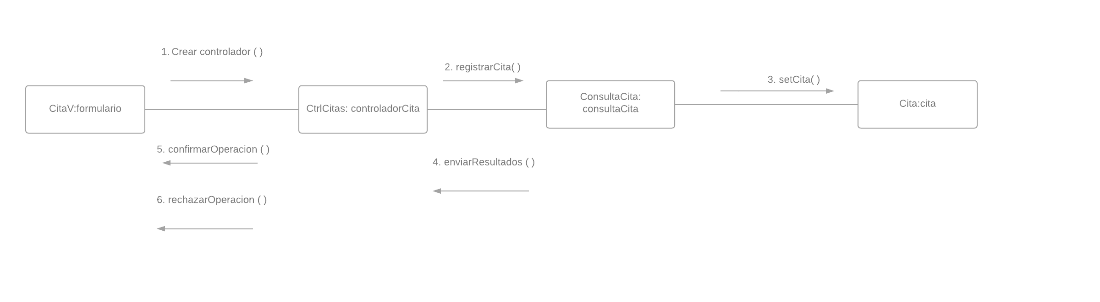 1. Crear controlador ( )
2. registrarCita( )
3. setCita( )
CitaV:formulario
CtrlCitas: controladorCita
ConsultaCita:
consultaCita
Cita:cita
5. confirmarOperacion ( )
4. enviarResultados ( )
6. rechazarOperacion ( )